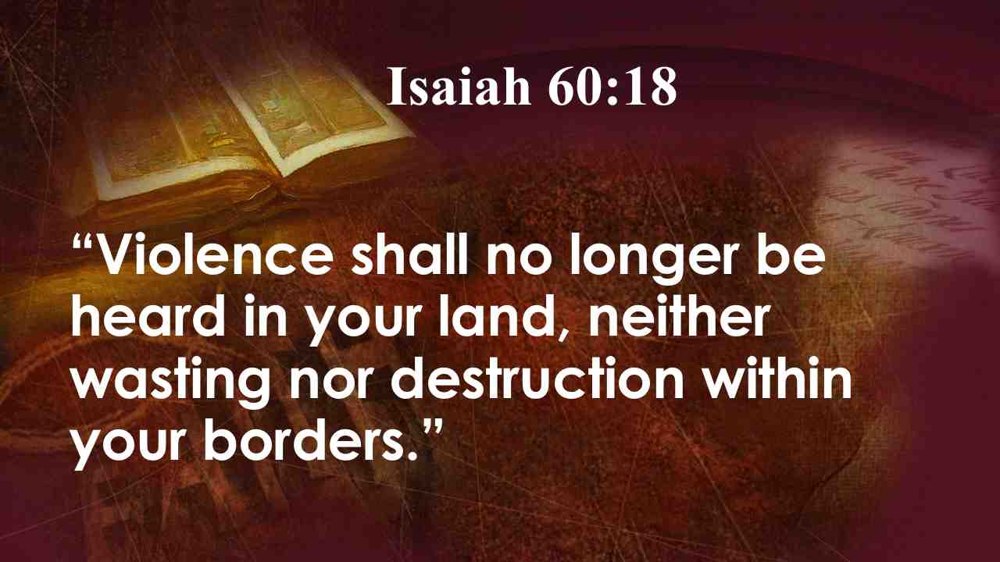 Isaiah 60:18
“Violence shall no longer be
heard in your land, neither
wasting nor destruction within
your borders.”